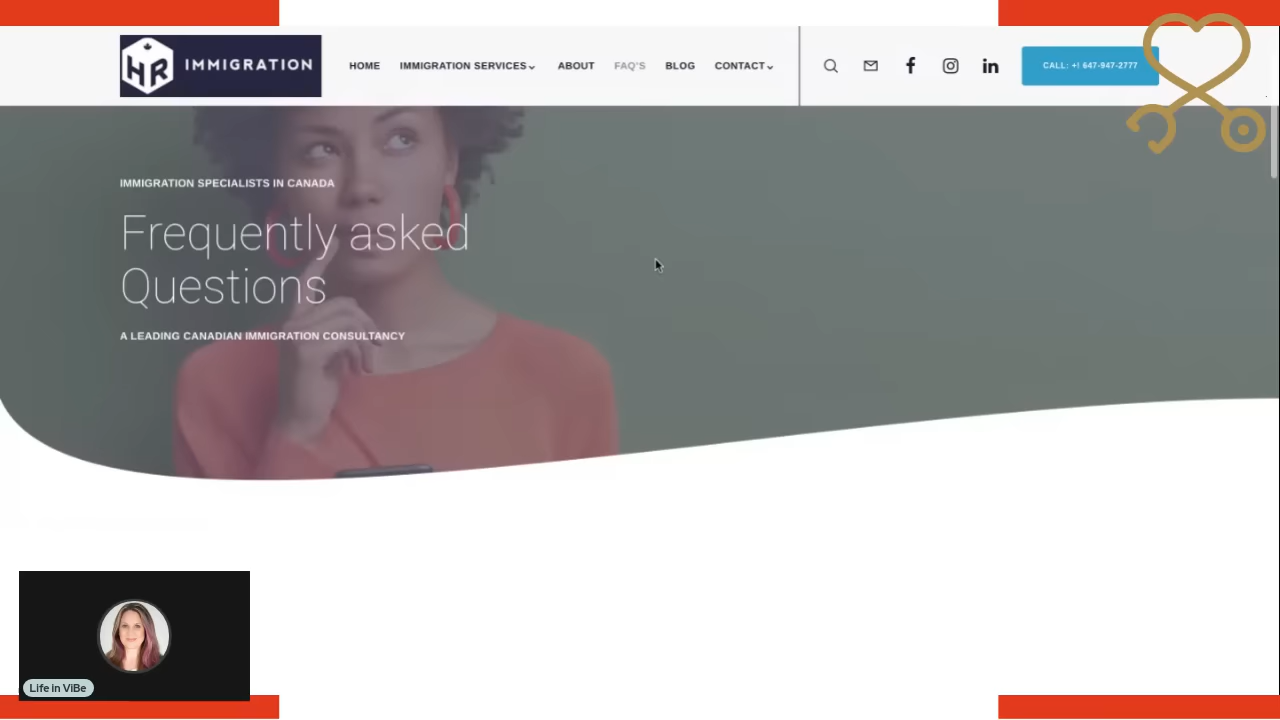 HR IMMIGRATION
HOME IMMIGRATION SERVICES ABOUT FAQ'S BLOG CONTACT
CALL: +! 647-947-2777
IMMIGRATION SPECIALISTS IN CANADA
Frequently asked
Questions
A LEADING CANADIAN IMMIGRATION CONSULTANCY
Life in ViBe